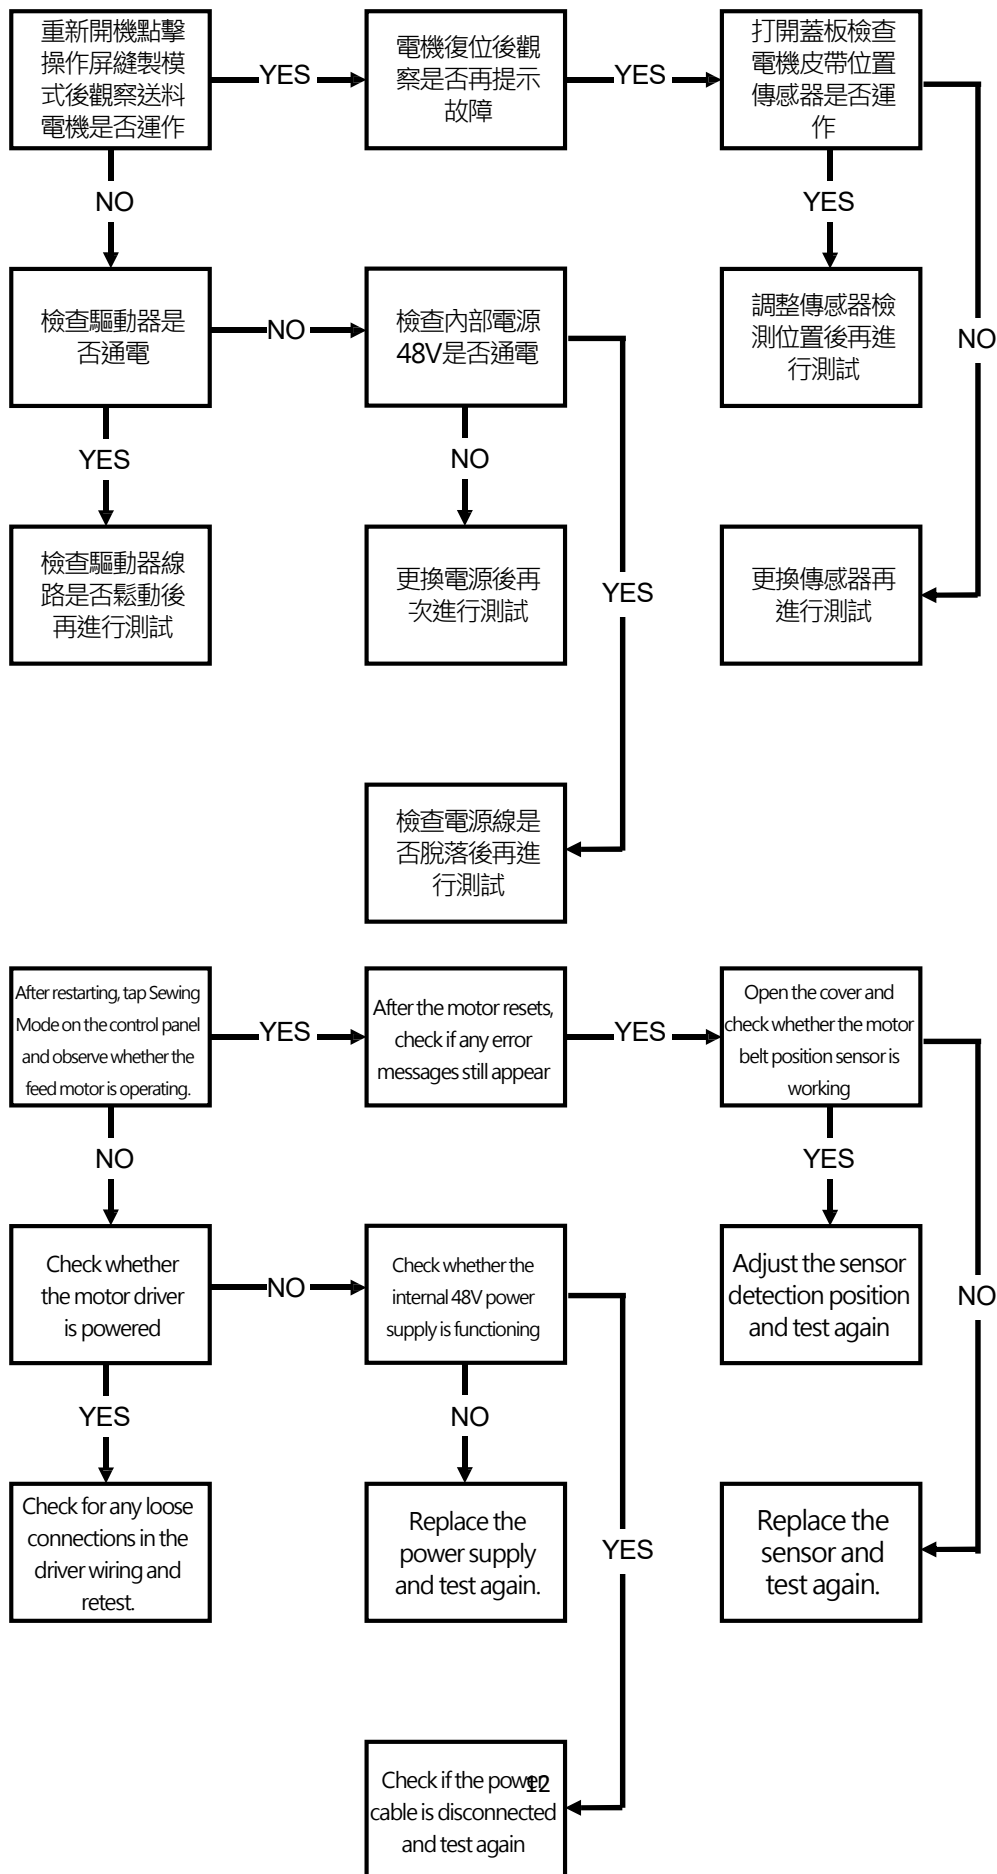 重新開機點擊
操作屏縫製模
式後觀察送料
電機是否運作
YES
電機復位後觀
察是否再提示
故障
YES
打開蓋板檢查
電機皮帶位置
傳感器是否運
作
NO
YES
檢查驅動器是
否通電
NO
檢查內部電源
48V是否通電
調整傳感器檢
測位置後再進
行測試
NO
YES
NO
檢查驅動器線
路是否鬆動後
再進行測試
更換電源後再
次進行測試
YES
更換傳感器再
進行測試
檢查電源線是
否脫落後再進
行測試
After restarting, tap Sewing
Mode on the control panel
and observe whether the
feed motor is operating.
YES
After the motor resets,
check if any error
messages still appear
YES
Open the cover and
check whether the motor
belt position sensor is
working
NO
YES
Check whether
the motor driver
is powered
NO
Check whether the
internal 48V power
supply is functioning
Adjust the sensor
detection position
and test again
NO
YES
NO
Check for any loose
connections in the
driver wiring and
retest.
Replace the
power supply
and test again.
YES
Replace the
sensor and
test again.
Check if the power
cable is disconnected
and test again
12